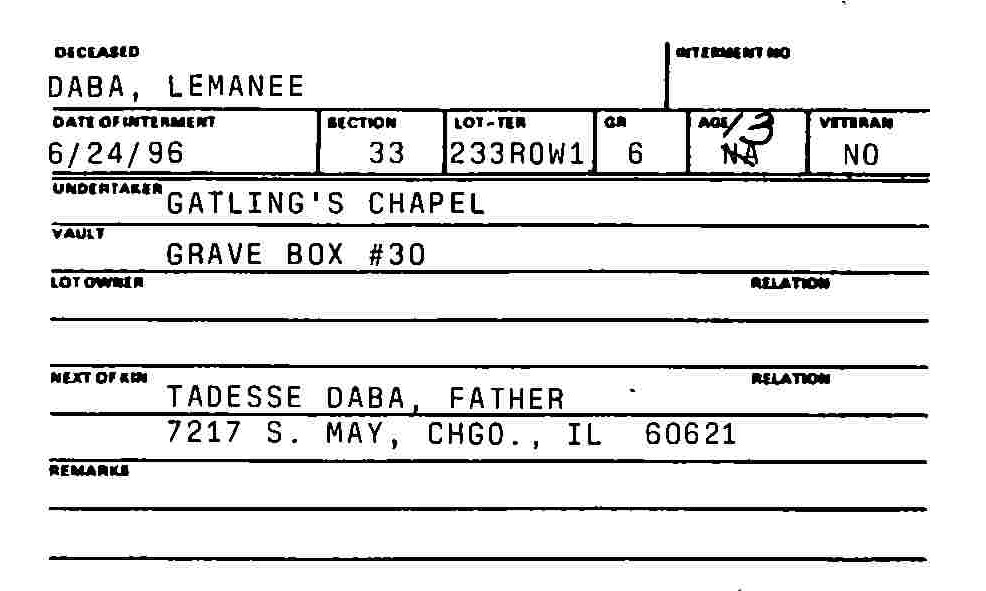 DECEASED INTERMENT NO
DABA, LEMANEE
DATE OF INTERMENT SECTION LOT-TER GR AGE 13 VETERAN
6/24/96 33 233ROW1 6 NA NO
UNDERTAKER GATLING'S CHAPEL
VAULT
GRAVE BOX #30
LOT OWNER RELATION
NEXT OF KIN RELATION
TADESSE DABA, FATHER
7217 S. MAY, CHGO., IL 60621
REMARKS